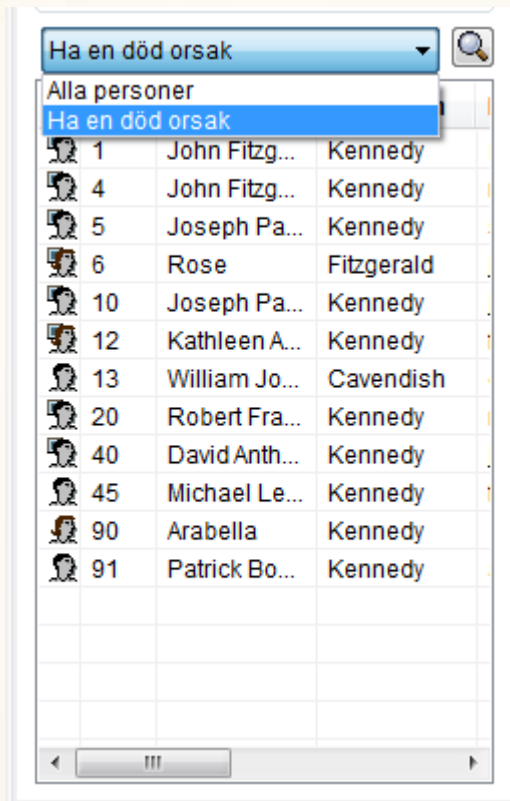 Ha en död orsak
Alla personer
Ha en död orsak
1 John Fitzg... Kennedy
4 John Fitzg... Kennedy
5 Joseph Pa... Kennedy
6 Rose Fitzgerald
10 Joseph Pa... Kennedy
12 Kathleen A... Kennedy
13 William Jo... Cavendish
20 Robert Fra... Kennedy
40 David Anth... Kennedy
45 Michael Le... Kennedy
90 Arabella Kennedy
91 Patrick Bo... Kennedy